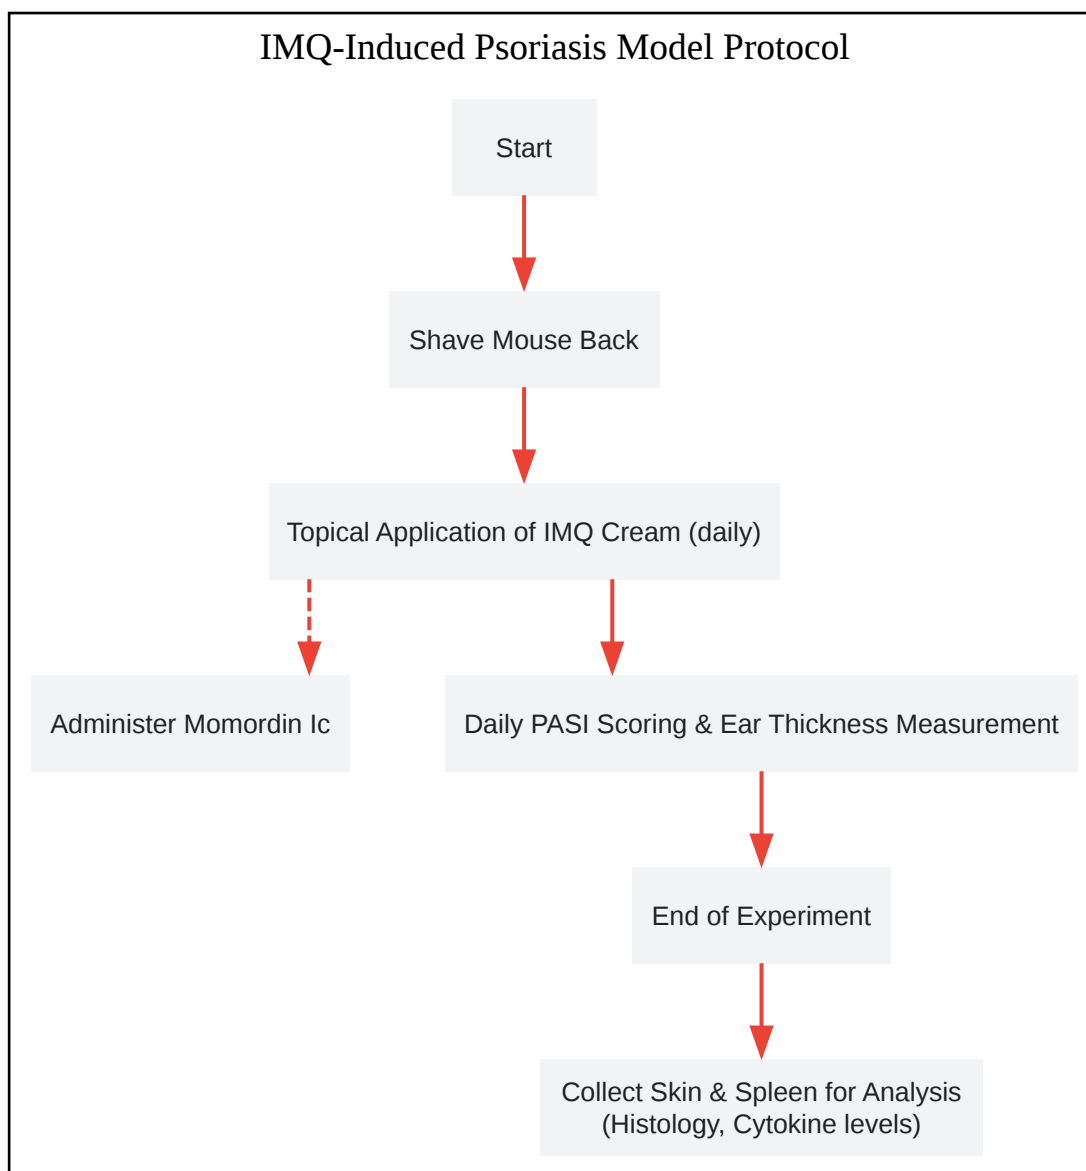 IMQ-Induced Psoriasis Model Protocol
Start
Shave Mouse Back
Topical Application of IMQ Cream (daily)
Administer Momordin Ic
Daily PASI Scoring & Ear Thickness Measurement
End of Experiment
Collect Skin & Spleen for Analysis
(Histology, Cytokine levels)